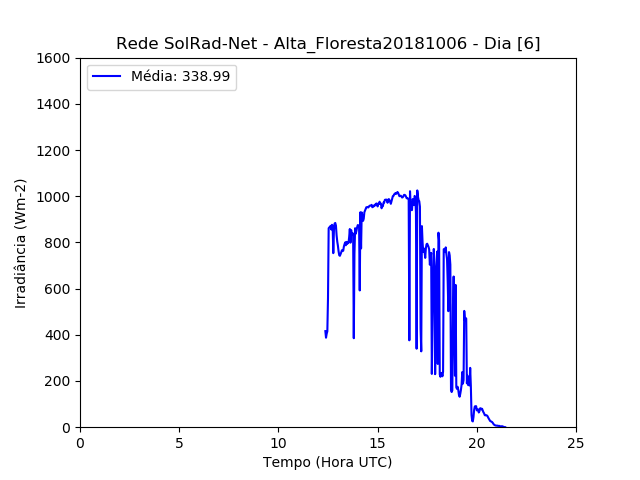 Rede SolRad-Net - Alta_Floresta20181006 - Dia [6]
1600
Média: 338.99
1400
1200
1000
800
600
400
200
0
Irradiância (Wm-2)
0 5 10 15 20 25
Tempo (Hora UTC)